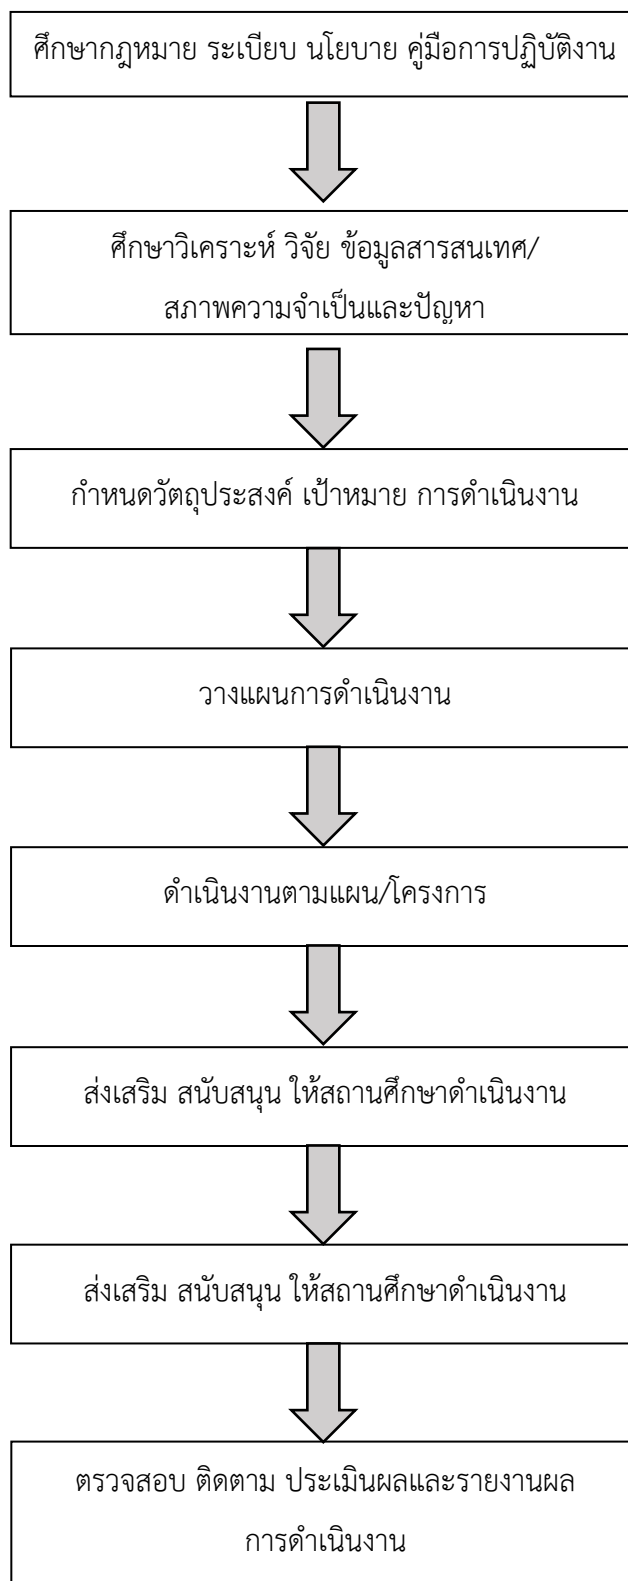 ศึกษากฎหมาย ระเบียบ นโยบาย คู่มือการปฏิบัติงาน
ศึกษาวิเคราะห์ วิจัย ข้อมูลสารสนเทศ/
สภาพความจำเป็นและปัญหา
กำหนดวัตถุประสงค์ เป้าหมาย การดำเนินงาน
วางแผนการดำเนินงาน
ดำเนินงานตามแผน/โครงการ
ส่งเสริม สนับสนุน ให้สถานศึกษาดำเนินงาน
ส่งเสริม สนับสนุน ให้สถานศึกษาดำเนินงาน
ตรวจสอบ ติดตาม ประเมินผลและรายงานผล
การดำเนินงาน